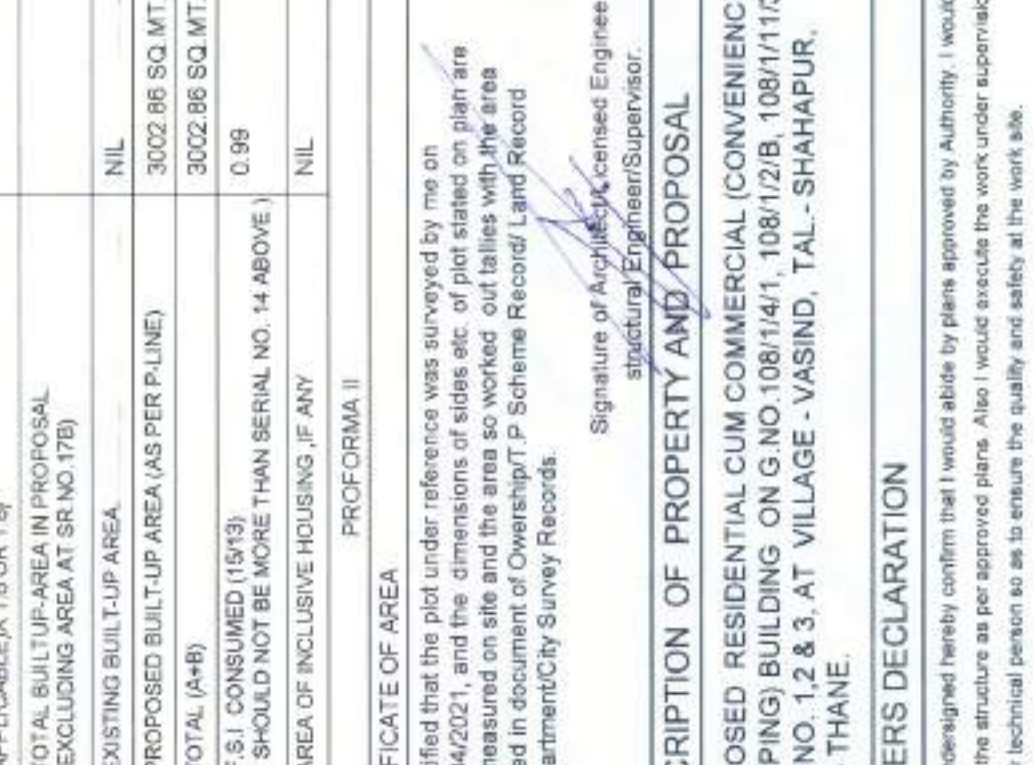 TOTAL BUILTUP-AREA IN PROPOSAL
EXCLUDING AREA AT SR.NO.17B)
EXISTING BUILT-UP AREA NIL
PROPOSED BUILT-UP AREA (AS PER P-LINE) 3002.86 SQ.MT.
TOTAL (A+B) 3002.86 SQ.MT.
F.S.I. CONSUMED (15/13) 0.99
SHOULD NOT BE MORE THAN SERIAL NO. 14 ABOVE )
AREA OF INCLUSIVE HOUSING ,IF ANY NIL
PROFORMA II
FICATE OF AREA
ified that the plot under reference was surveyed by me on
04/2021, and the dimensions of sides etc. of plot stated on plan are
measured on site and the area so worked out tallies with the area
ed in document of Owership/T.P Scheme Record/ Land Record
artment/City Survey Records.
Signature of Architect/Licensed Enginee
structural Engineer/Supervisor.
CRIPTION OF PROPERTY AND PROPOSAL
OSED RESIDENTIAL CUM COMMERCIAL (CONVENIENC
PING) BUILDING ON G.NO.108/1/4/1, 108/1/2/B, 108/1/11/
NO. 1,2 & 3, AT VILLAGE - VASIND, TAL.- SHAHAPUR,
THANE.
ERS DECLARATION
ndersigned hereby confirm that I would abide by plans approved by Authority. I would
the structure as per approved plans. Also I would execute the work under supervisio
r technical person so as to ensure the quality and safety at the work site.